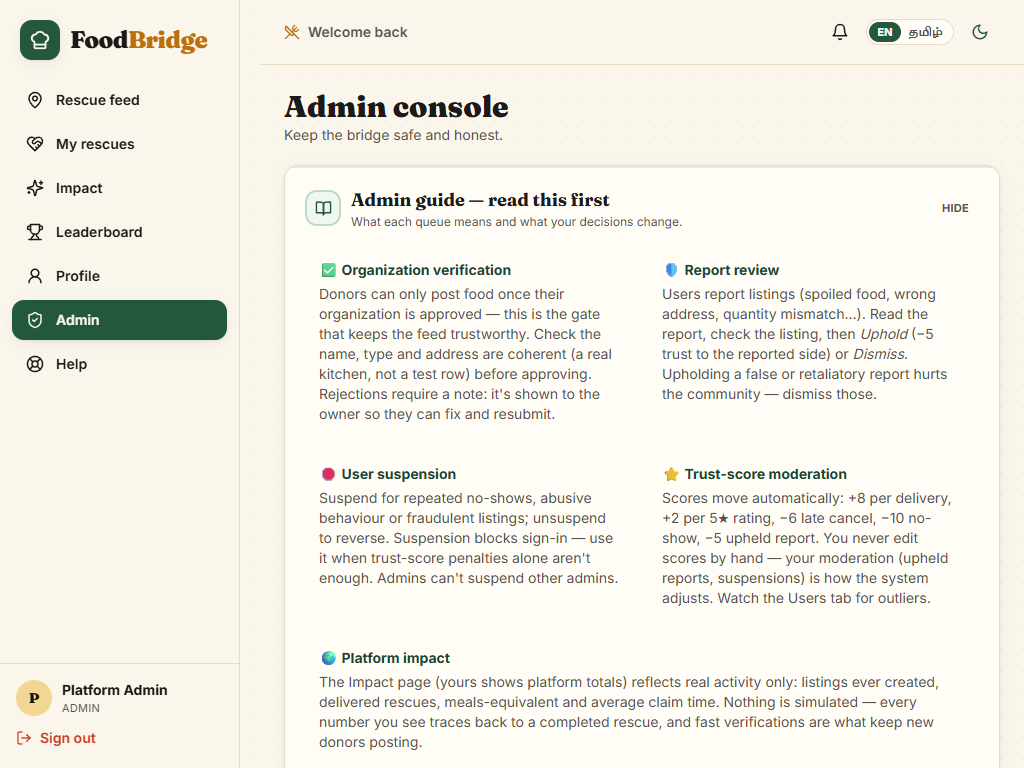 FoodBridge
Rescue feed
My rescues
Impact
Leaderboard
Profile
Admin
Help
Platform Admin
P
ADMIN
Sign out
Welcome back
EN
தமிழ்
Admin console
Keep the bridge safe and honest.
Admin guide — read this first
What each queue means and what your decisions change.
HIDE
Organization verification
Donors can only post food once their
organization is approved — this is the gate
that keeps the feed trustworthy. Check the
name, type and address are coherent (a real
kitchen, not a test row) before approving.
Rejections require a note: it's shown to the
owner so they can fix and resubmit.
Report review
Users report listings (spoiled food, wrong
address, quantity mismatch…). Read the
report, check the listing, then Uphold (−5
trust to the reported side) or Dismiss.
Upholding a false or retaliatory report hurts
the community — dismiss those.
User suspension
Suspend for repeated no-shows, abusive
behaviour or fraudulent listings; unsuspend
to reverse. Suspension blocks sign-in — use
it when trust-score penalties alone aren't
enough. Admins can't suspend other admins.
Trust-score moderation
Scores move automatically: +8 per delivery,
+2 per 5★ rating, −6 late cancel, −10 no-
show, −5 upheld report. You never edit
scores by hand — your moderation (upheld
reports, suspensions) is how the system
adjusts. Watch the Users tab for outliers.
Platform impact
The Impact page (yours shows platform totals) reflects real activity only: listings ever created,
delivered rescues, meals-equivalent and average claim time. Nothing is simulated — every
number you see traces back to a completed rescue, and fast verifications are what keep new
donors posting.